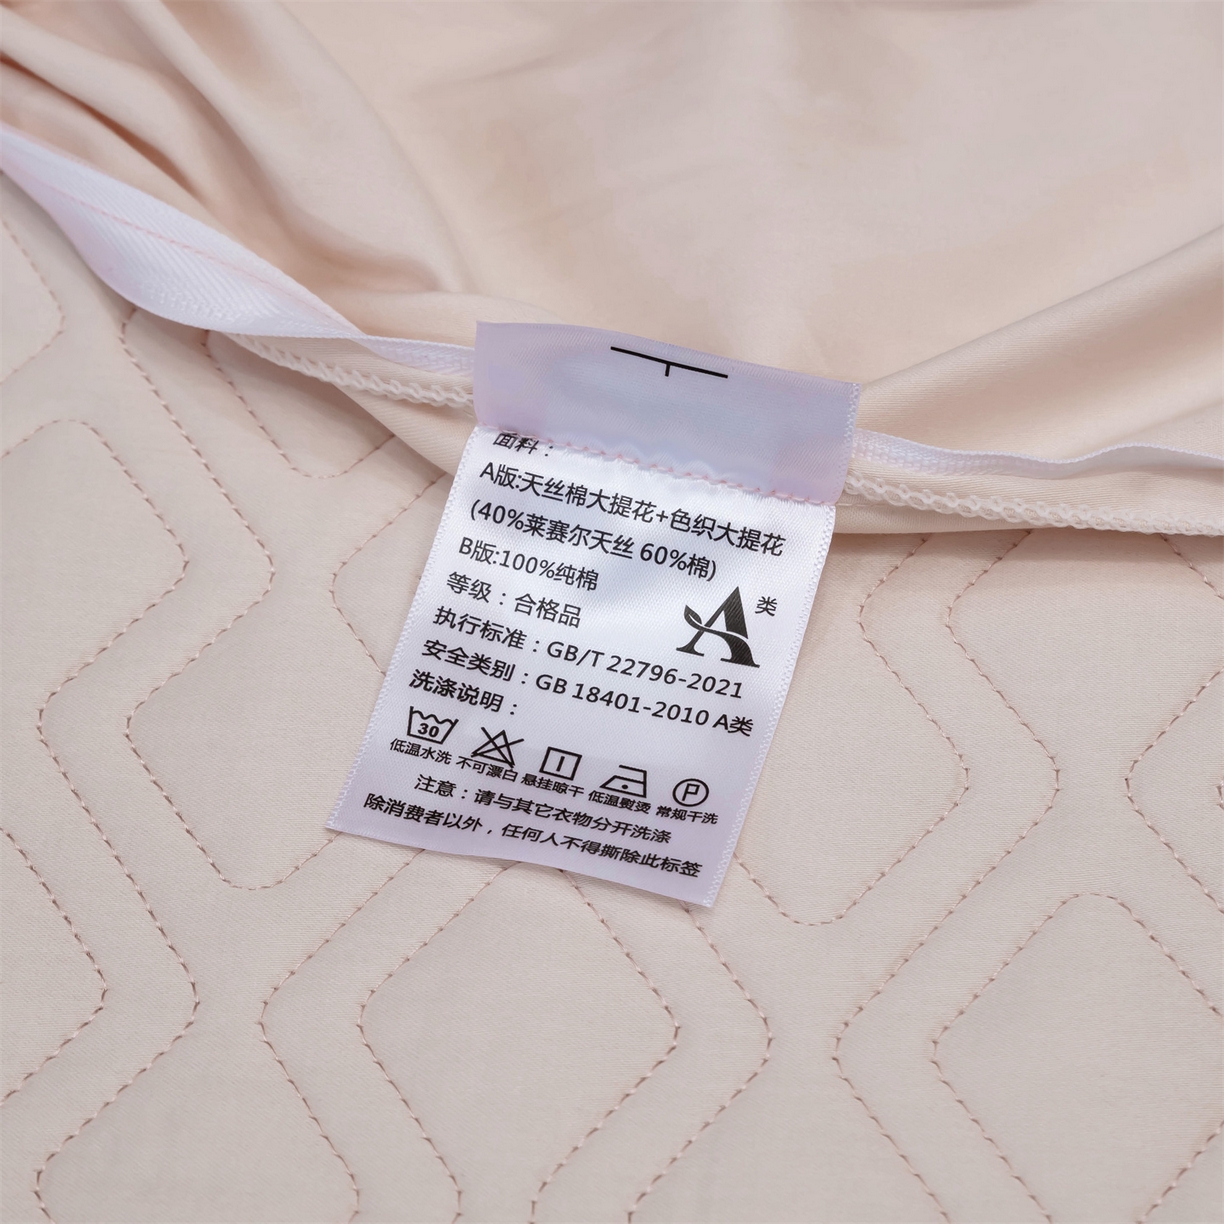 面料：
A版:天丝棉大提花+色织大提花
(40%莱赛尔天丝 60%棉)
B版:100%纯棉
等级：合格品
A类
执行标准：GB/T 22796-2021
安全类别：GB 18401-2010 A类
洗涤说明：
30
P
低温水洗 不可漂白 悬挂晾干 低温熨烫 常规干洗
注意：请与其它衣物分开洗涤
除消费者以外，任何人不得撕除此标签